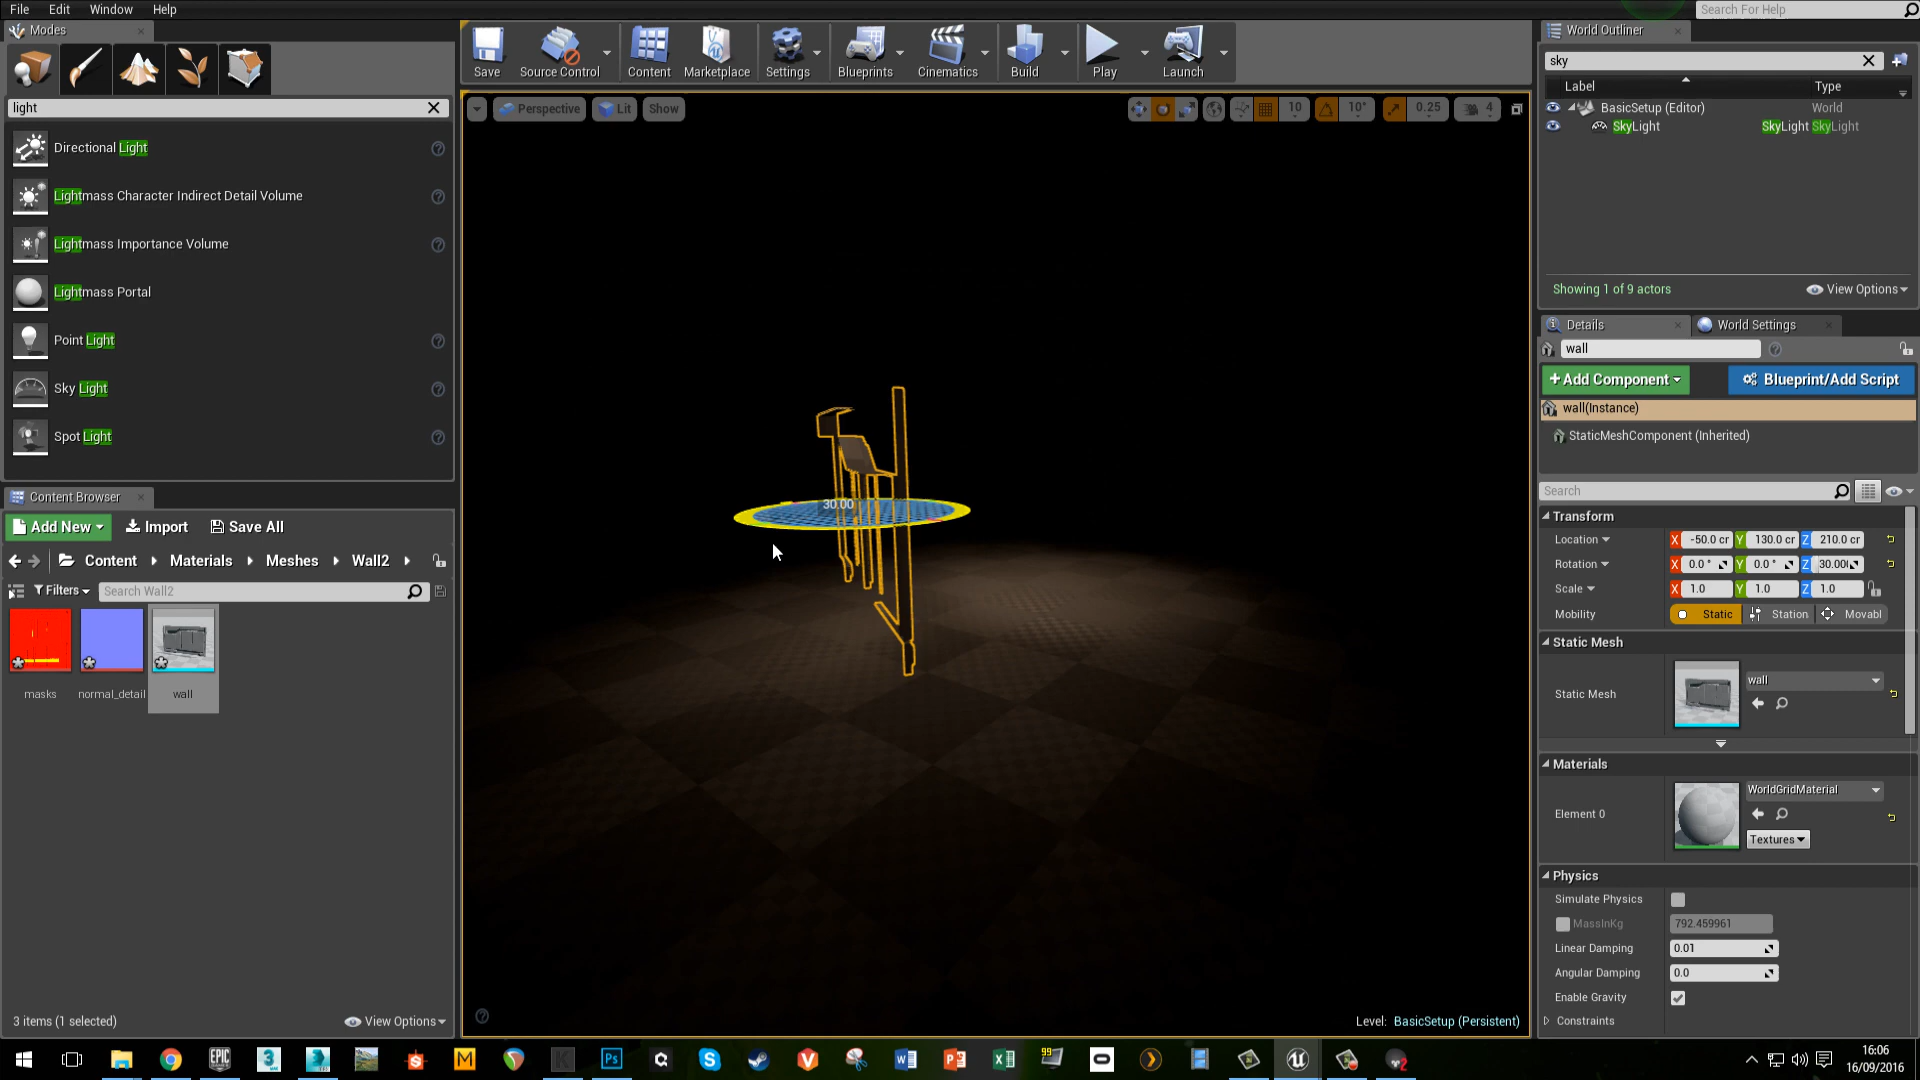 File Edit Window Help
Search For Help
Modes
Save
Source Control
Content
Marketplace
Settings
Blueprints
Cinematics
Build
Play
Launch
World Outliner
light
sky
Label Type
BasicSetup (Editor) World
SkyLight SkyLight SkyLight
Showing 1 of 9 actors View Options
Perspective Lit Show
10 10° 0.25 4
Directional Light
Lightmass Character Indirect Detail Volume
Lightmass Importance Volume
Lightmass Portal
Point Light
Sky Light
Spot Light
Content Browser
Add New Import Save All
Content Materials Meshes Wall2
Filters Search Wall2
masks normal_detail wall
3 items (1 selected) View Options
30.00
Level: BasicSetup (Persistent)
Details World Settings
wall
+Add Component Blueprint/Add Script
wall(Instance)
StaticMeshComponent (Inherited)
Search
Transform
Location X -50.0 cr Y 130.0 cr Z 210.0 cr
Rotation X 0.0 ° Y 0.0 ° Z 30.00
Scale X 1.0 Y 1.0 Z 1.0
Mobility Static Station Movabl
Static Mesh
Static Mesh wall
Materials
Element 0 WorldGridMaterial
Textures
Physics
Simulate Physics
MassInKg 792.459961
Linear Damping 0.01
Angular Damping 0.0
Enable Gravity
Constraints
EPIC
Ps
99
16:06
16/09/2016